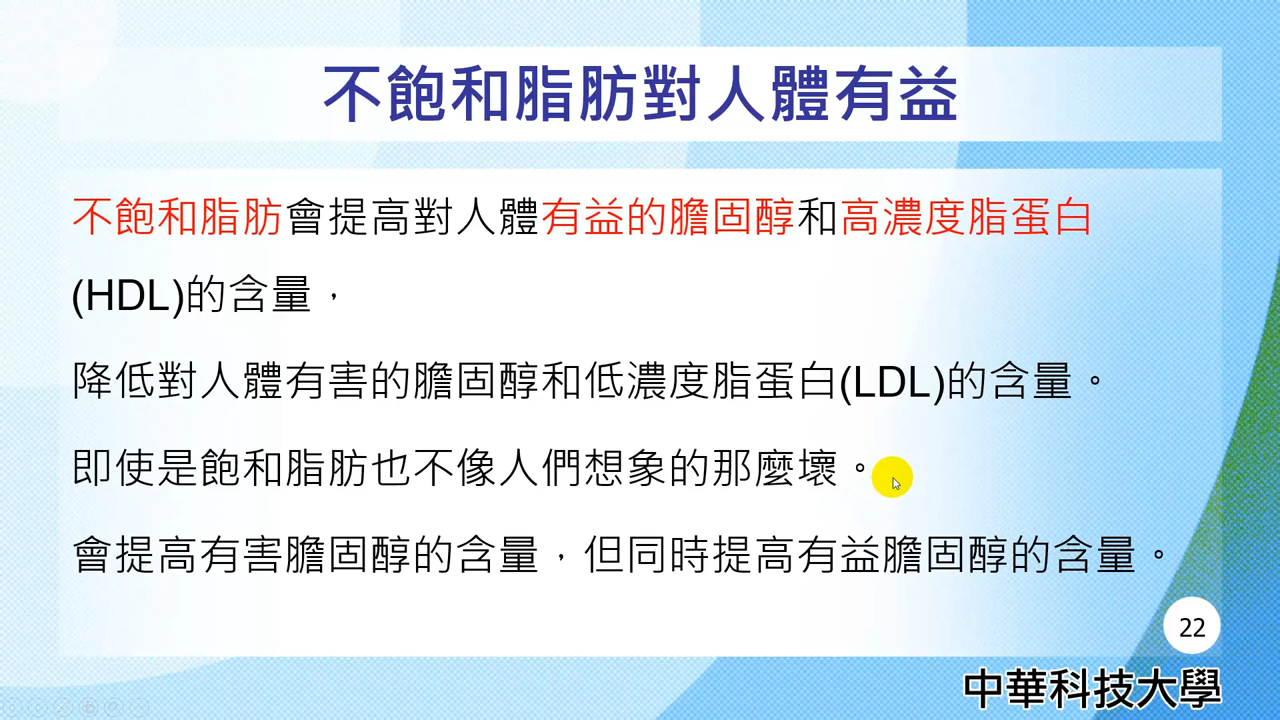 不飽和脂肪對人體有益
不飽和脂肪會提高對人體有益的膽固醇和高濃度脂蛋白
(HDL)的含量，
降低對人體有害的膽固醇和低濃度脂蛋白(LDL)的含量。
即使是飽和脂肪也不像人們想象的那麼壞。
會提高有害膽固醇的含量，但同時提高有益膽固醇的含量。
22
中華科技大學